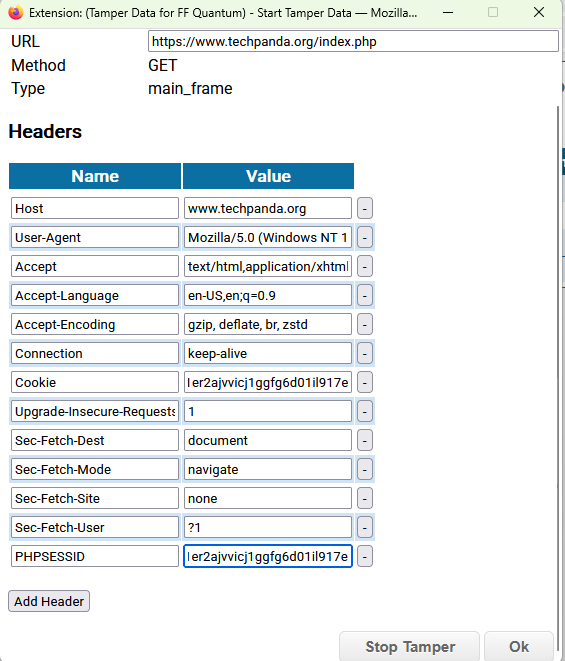 Extension: (Tamper Data for FF Quantum) - Start Tamper Data — Mozilla...
URL https://www.techpanda.org/index.php
Method GET
Type main_frame
Headers
Name Value
Host www.techpanda.org -
User-Agent Mozilla/5.0 (Windows NT 1 -
Accept text/html,application/xhtml -
Accept-Language en-US,en;q=0.9 -
Accept-Encoding gzip, deflate, br, zstd -
Connection keep-alive -
Cookie 1er2ajvvicj1ggfg6d01il917e -
Upgrade-Insecure-Requests 1 -
Sec-Fetch-Dest document -
Sec-Fetch-Mode navigate -
Sec-Fetch-Site none -
Sec-Fetch-User ?1 -
PHPSESSID 1er2ajvvicj1ggfg6d01il917e -
Add Header
Stop Tamper Ok